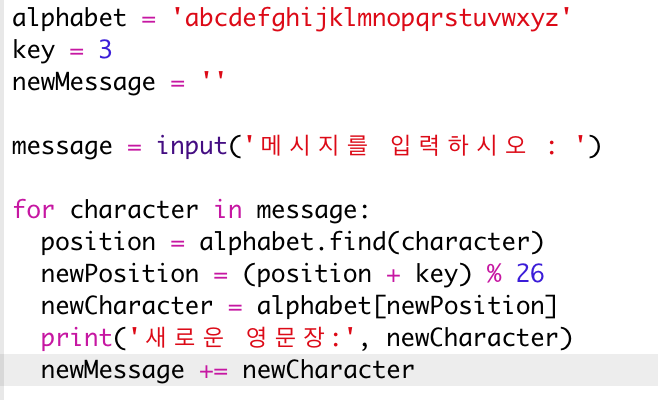 alphabet = 'abcdefghijklmnopqrstuvwxyz'
key = 3
newMessage = ''
message = input('메시지를 입력하시오 : ')
for character in message:
  position = alphabet.find(character)
  newPosition = (position + key) % 26
  newCharacter = alphabet[newPosition]
  print('새로운 영문장:', newCharacter)
  newMessage += newCharacter